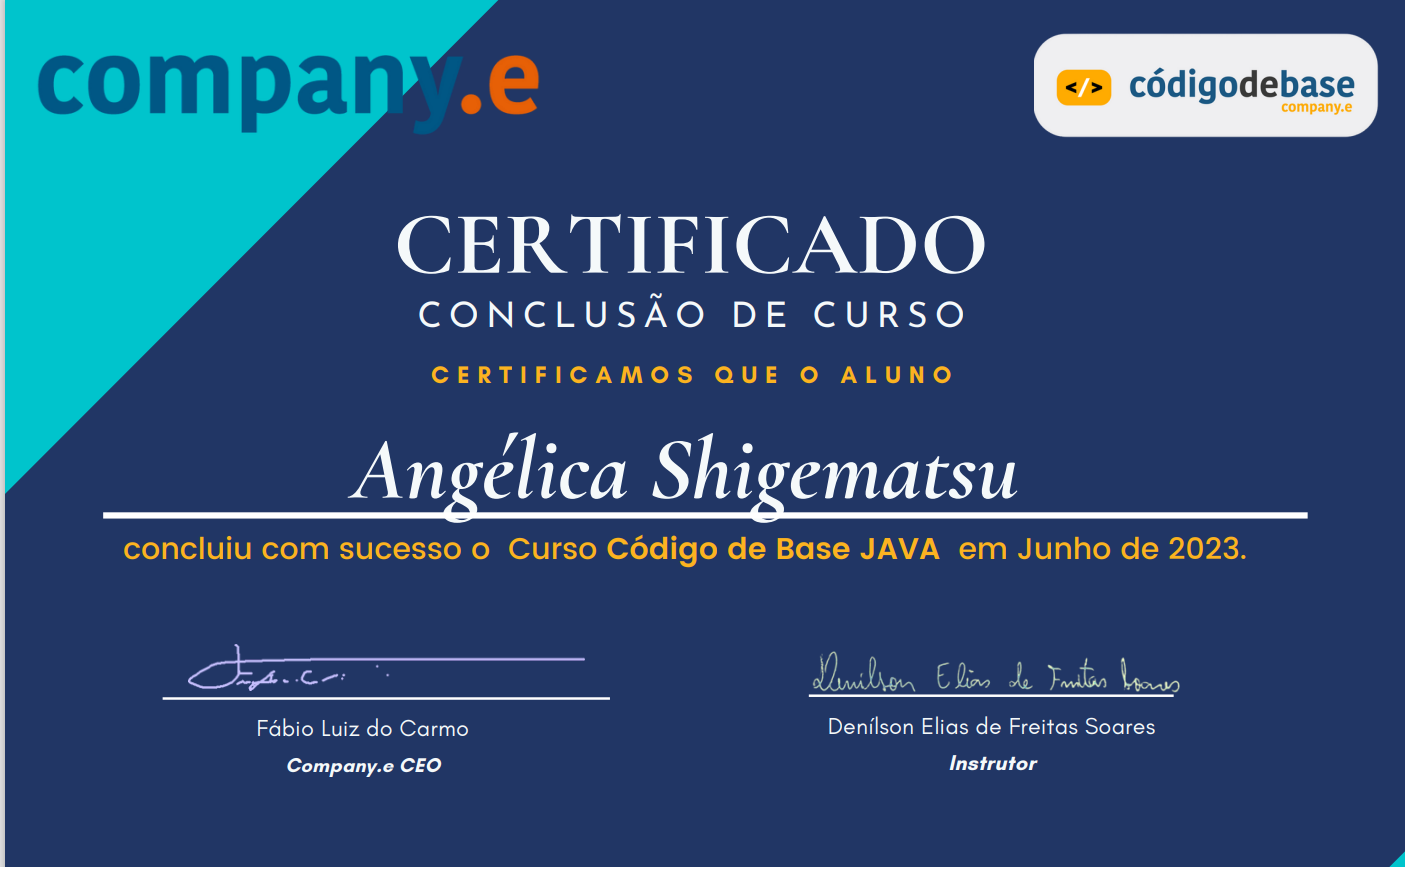 company.e
</> códigodebase
company.e
CERTIFICADO
CONCLUSÃO DE CURSO
CERTIFICAMOS QUE O ALUNO
Angélica Shigematsu
concluiu com sucesso o Curso Código de Base JAVA em Junho de 2023.
Denilson Elias de Freitas Soares
Fábio Luiz do Carmo
Company.e CEO
Denílson Elias de Freitas Soares
Instrutor